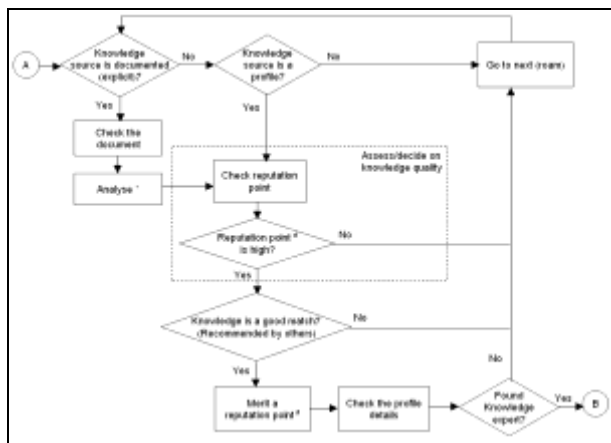 A
Knowledge
source is documented
(explicit)?
No
Knowledge
source is a
profile?
No
Go to next (roam)
Yes
Yes
Check the
document
Assess/decide on
knowledge quality
Analyse *
Check reputation
point
Reputation point #
is high?
No
Yes
Knowledge is a good match?
(Recommended by others)
No
Yes
No
Merit a
reputation point #
Check the profile
details
Found
Knowledge
expert?
Yes
B